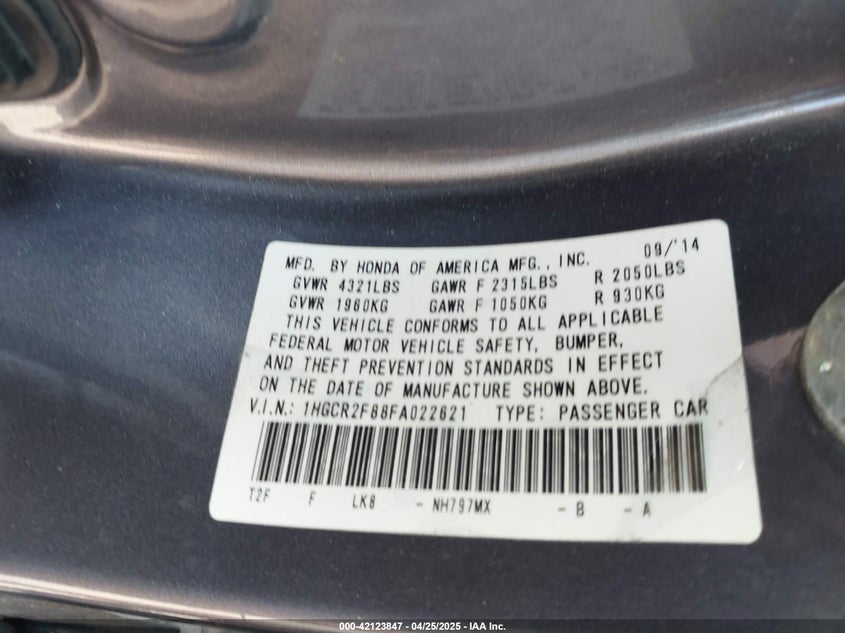 MFD. BY HONDA OF AMERICA MFG., INC. 09/'14
GVWR 4321LBS GAWR F 2315LBS R 2050LBS
GVWR 1960KG GAWR F 1050KG R 930KG
THIS VEHICLE CONFORMS TO ALL APPLICABLE
FEDERAL MOTOR VEHICLE SAFETY, BUMPER,
AND THEFT PREVENTION STANDARDS IN EFFECT
ON THE DATE OF MANUFACTURE SHOWN ABOVE.
V.I.N.: 1HGCR2F88FA022621 TYPE: PASSENGER CAR
T2F F LK8 - NH797MX - B - A
000-42123847 - 04/25/2025 - IAA Inc.